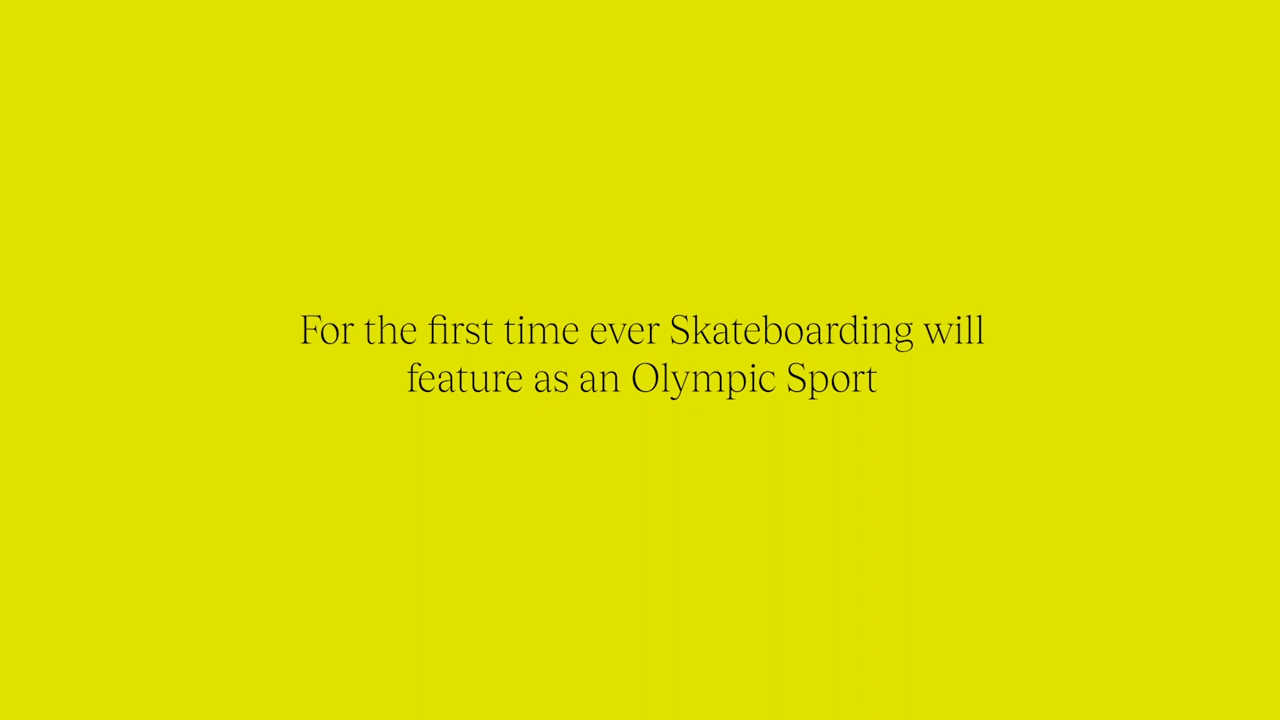 For the first time ever Skateboarding will
feature as an Olympic Sport